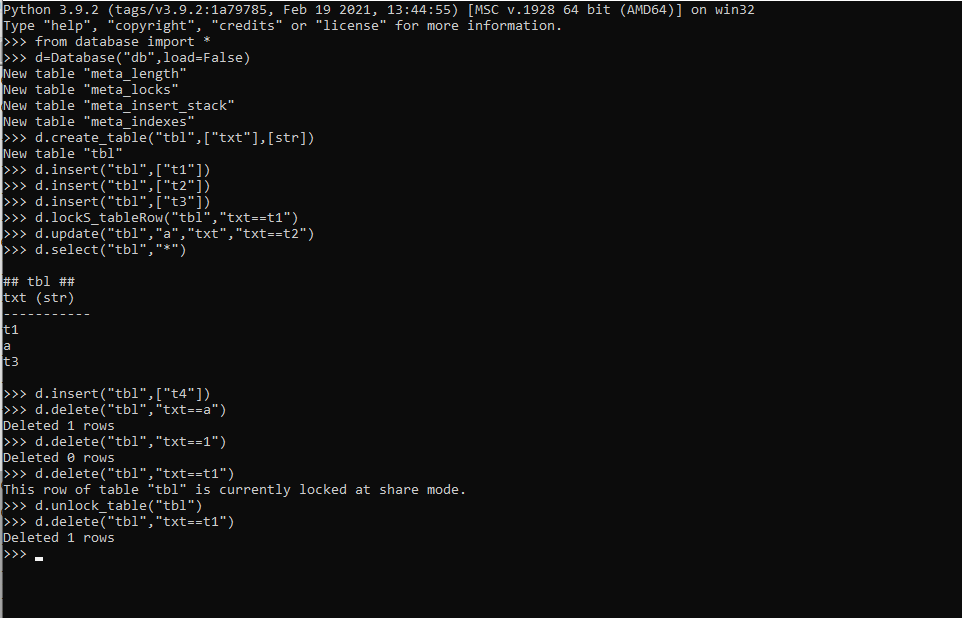 Python 3.9.2 (tags/v3.9.2:1a79785, Feb 19 2021, 13:44:55) [MSC v.1928 64 bit (AMD64)] on win32
Type "help", "copyright", "credits" or "license" for more information.
>>> from database import *
>>> d=Database("db",load=False)
New table "meta_length"
New table "meta_locks"
New table "meta_insert_stack"
New table "meta_indexes"
>>> d.create_table("tbl",["txt"],[str])
New table "tbl"
>>> d.insert("tbl",["t1"])
>>> d.insert("tbl",["t2"])
>>> d.insert("tbl",["t3"])
>>> d.lockS_tableRow("tbl","txt==t1")
>>> d.update("tbl","a","txt","txt==t2")
>>> d.select("tbl","*")
## tbl ##
txt (str)
-----------
t1
a
t3
>>> d.insert("tbl",["t4"])
>>> d.delete("tbl","txt==a")
Deleted 1 rows
>>> d.delete("tbl","txt==1")
Deleted 0 rows
>>> d.delete("tbl","txt==t1")
This row of table "tbl" is currently locked at share mode.
>>> d.unlock_table("tbl")
>>> d.delete("tbl","txt==t1")
Deleted 1 rows
>>>